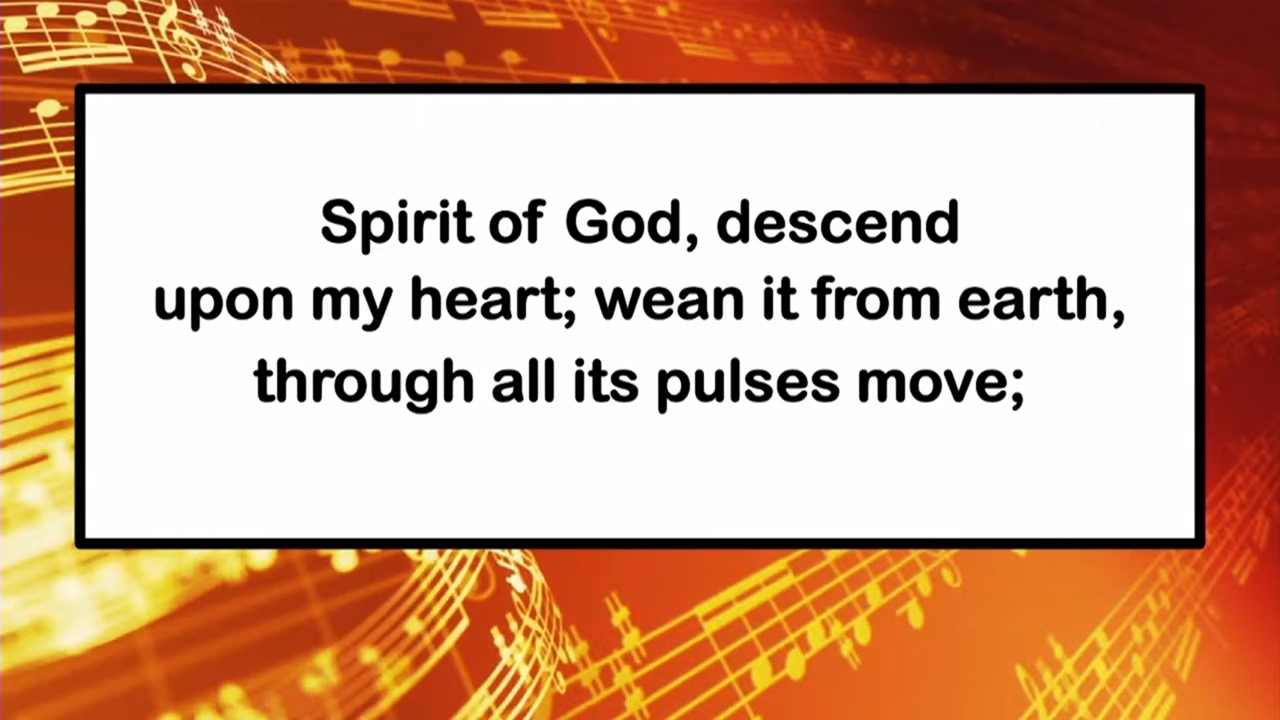 Spirit of God, descend
upon my heart; wean it from earth,
through all its pulses move;